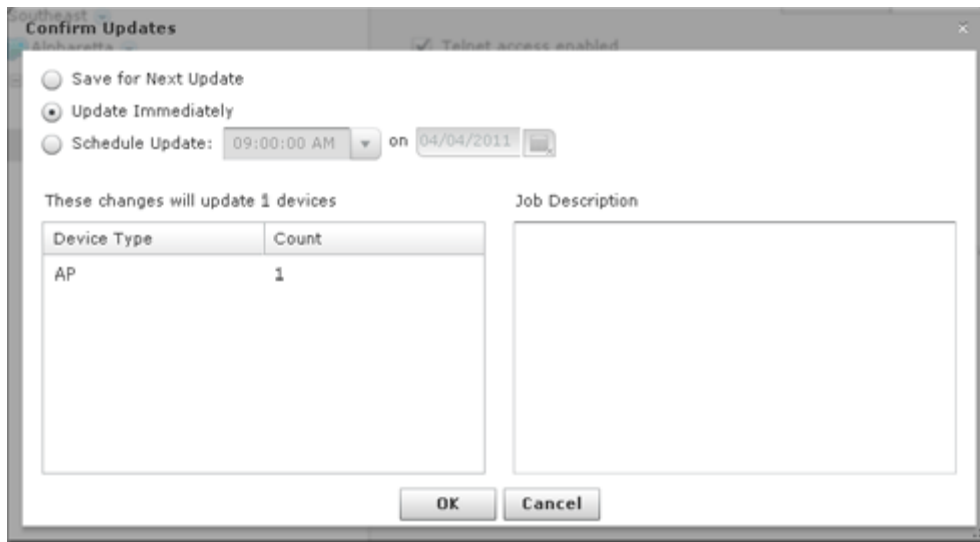 Southeast
Confirm Updates
Alpharetta
Telnet access enabled
Save for Next Update
Update Immediately
Schedule Update: 09:00:00 AM on 04/04/2011
These changes will update 1 devices
Job Description
Device Type Count
AP 1
OK Cancel